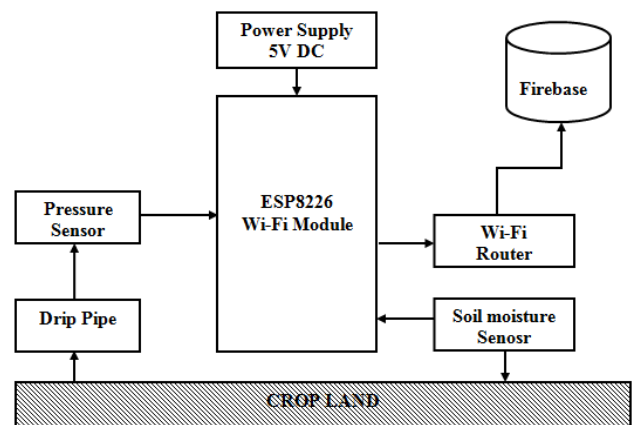 Power Supply
5V DC
Firebase
ESP8226
Wi-Fi Module
Pressure
Sensor
Wi-Fi
Router
Drip Pipe
Soil moisture
Senosr
CROP LAND